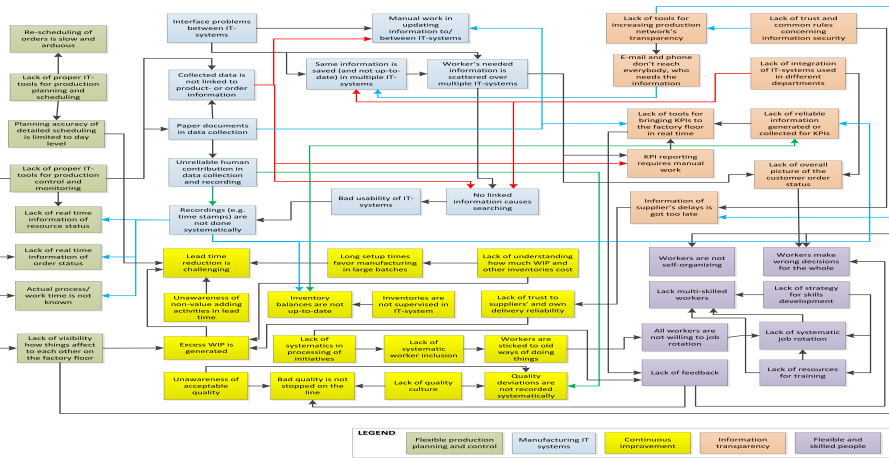 Re-scheduling
of orders is slow and
arduous
Lack of proper IT-
tools for production
planning and
scheduling
Planning accuracy of
detailed scheduling
is limited to day
level
Lack of proper IT-
tools for production
control and
monitoring
Lack of real time
information of
resource status
Lack of real time
information of
order status
Actual process/
work time is not
known
Lack of visibility
how things affect
to each other on
the factory floor
Interface problems
between IT-
systems
Collected data is
not linked to
product- or order
information
Paper documents
in data collection
Unreliable human
contribution in
data collection
and recording
Recordings (e.g.
time stamps) are
not done
systematically
Manual work in
updating
information to/
between IT-systems
Same information is
saved (and not up-to-
date) in multiple IT-
systems
Worker's needed
information is
scattered over
multiple IT-systems
Bad usability of IT-
systems
No linked
information causes
searching
Lead time
reduction is
challenging
Long setup times
favor manufacturing
in large batches
Lack of understanding
how much WIP and
other inventories cost
Unawareness of
non-value adding
activities in lead
time
Inventory
balances are not
up-to-date
Inventories are
not supervised in
IT-system
Lack of trust to
suppliers' and own
delivery reliability
Excess WIP is
generated
Lack of
systematics in
processing of
initiatives
Lack of
systematic
worker inclusion
Workers are
sticked to old
ways of doing
things
Unawareness of
acceptable
quality
Bad quality is not
stopped on the
line
Lack of quality
culture
Quality
deviations are
not recorded
systematically
Lack of tools for
increasing production
network's
transparency
Lack of trust and
common rules
concerning
information security
E-mail and phone
don't reach
everybody, who
needs the
information
Lack of integration
of IT-systems used
in different
departments
Lack of tools for
bringing KPIs to
the factory floor
in real time
Lack of reliable
information
generated or
collected for KPIs
KPI reporting
requires manual
work
Lack of overall
picture of the
customer order
status
Information of
supplier's delays is
got too late
Workers are not
self-organizing
Workers make
wrong decisions
for the whole
Lack multi-skilled
workers
Lack of strategy
for skills
development
All workers are
not willing to job
rotation
Lack of systematic
job rotation
Lack of feedback
Lack of resources
for training
LEGEND
Flexible production
planning and control
Manufacturing IT
systems
Continuous
improvement
Information
transparency
Flexible and
skilled people